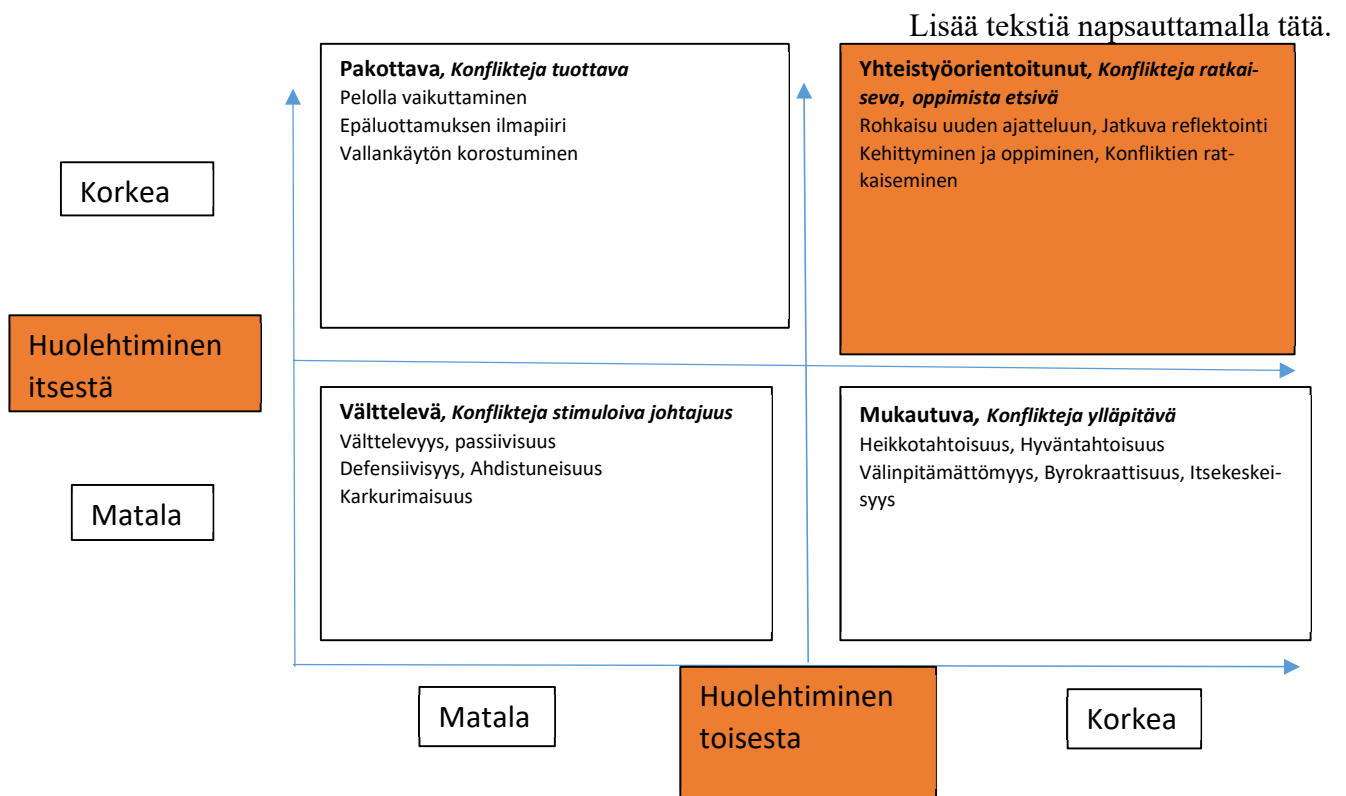 Lisää tekstiä napsauttamalla tätä.
Pakottava, Konflikteja tuottava
Pelolla vaikuttaminen
Epäluottamuksen ilmapiiri
Vallankäytön korostuminen
Yhteistyöorientoitunut, Konflikteja ratkai-
seva, oppimista etsivä
Rohkaisu uuden ajatteluun, Jatkuva reflektointi
Kehittyminen ja oppiminen, Konfliktien rat-
kaiseminen
Korkea
Huolehtiminen
itsestä
Välttelevä, Konflikteja stimuloiva johtajuus
Välttelevyys, passiivisuus
Defensiivisyys, Ahdistuneisuus
Karkurimaisuus
Mukautuva, Konflikteja ylläpitävä
Heikkotahtoisuus, Hyväntahtoisuus
Välinpitämättömyys, Byrokraattisuus, Itsekeskei-
syys
Matala
Matala
Huolehtiminen
toisesta
Korkea